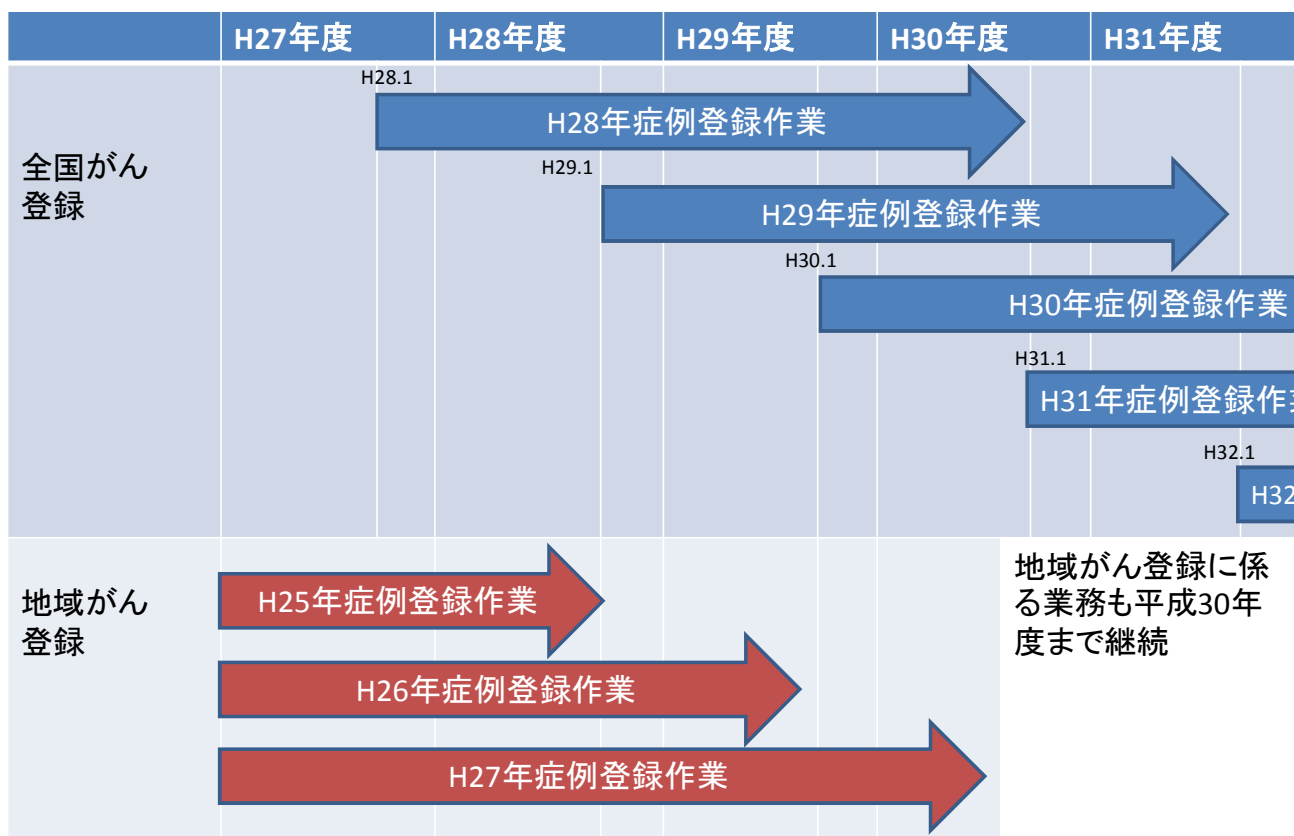 H27年度 H28年度 H29年度 H30年度 H31年度
全国がん
登録
H28.1
H28年症例登録作業
H29.1
H29年症例登録作業
H30.1
H30年症例登録作業
H31.1
H31年症例登録作
H32.1
H32
地域がん
登録
H25年症例登録作業
H26年症例登録作業
H27年症例登録作業
地域がん登録に係
る業務も平成30年
度まで継続